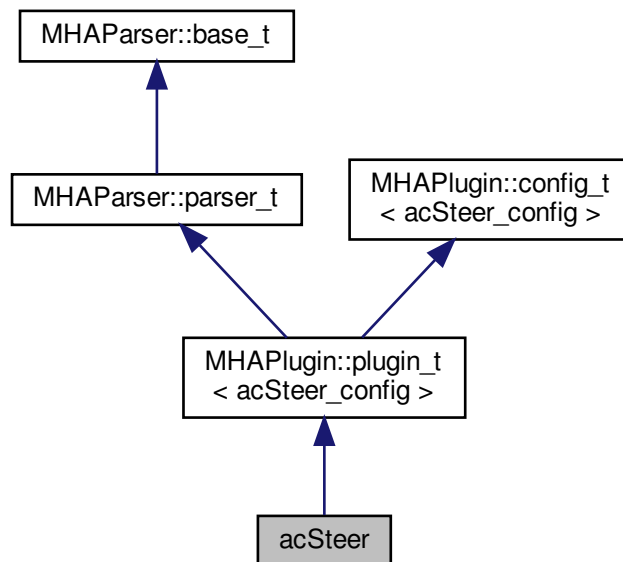 MHAParser::base_t
MHAParser::parser_t
MHAPlugin::config_t
< acSteer_config >
MHAPlugin::plugin_t
< acSteer_config >
acSteer